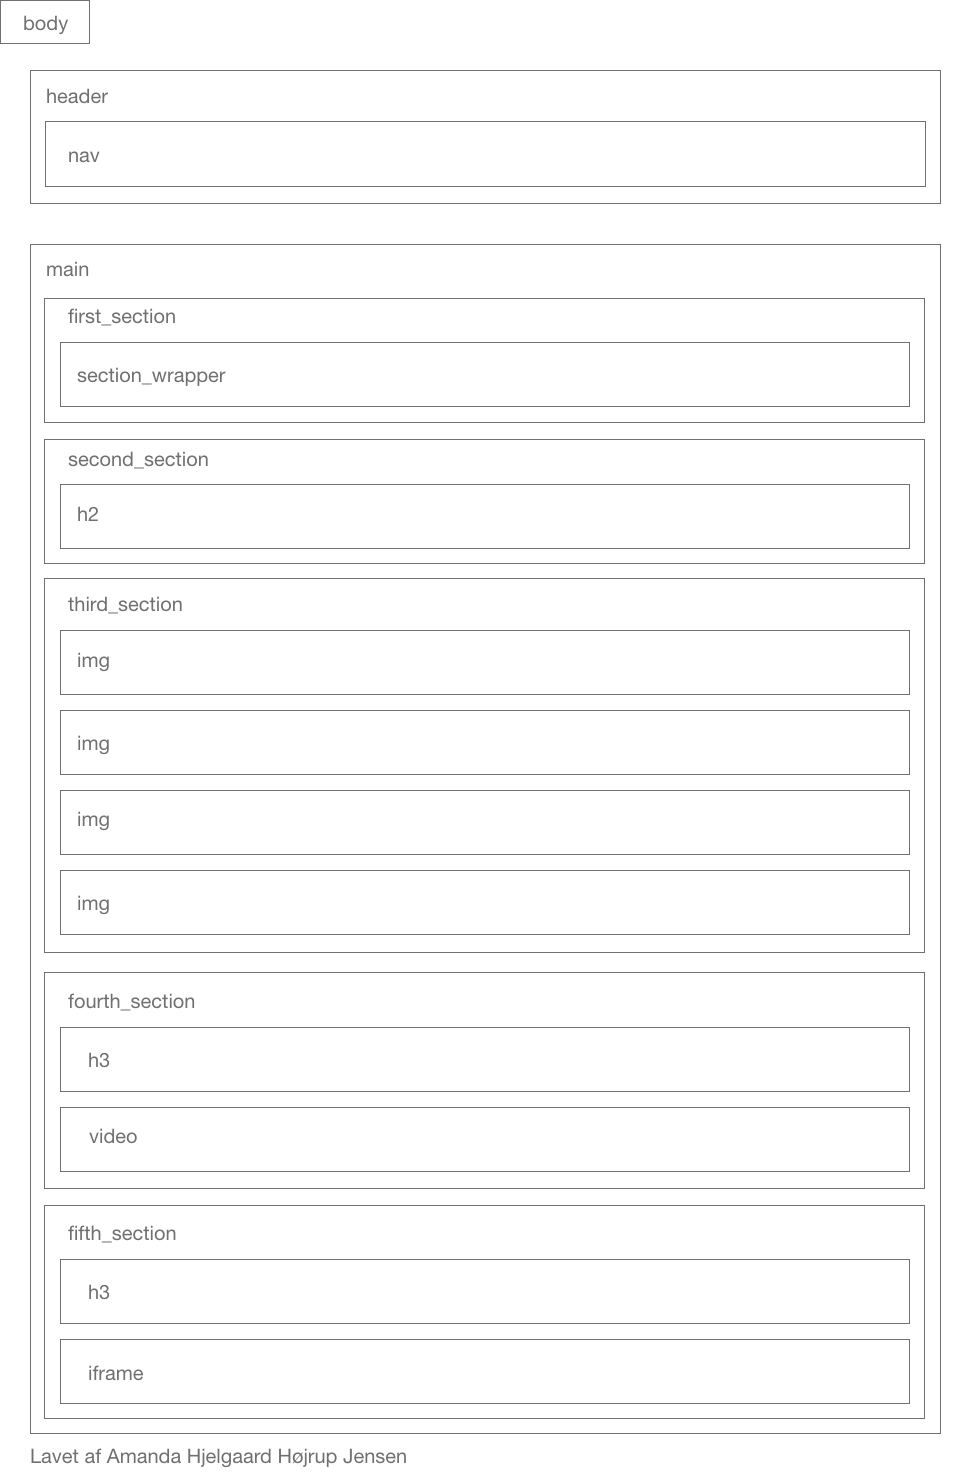 body
header
nav
main
first_section
section_wrapper
second_section
h2
third_section
img
img
img
img
fourth_section
h3
video
fifth_section
h3
iframe
Lavet af Amanda Hjelgaard Højrup Jensen